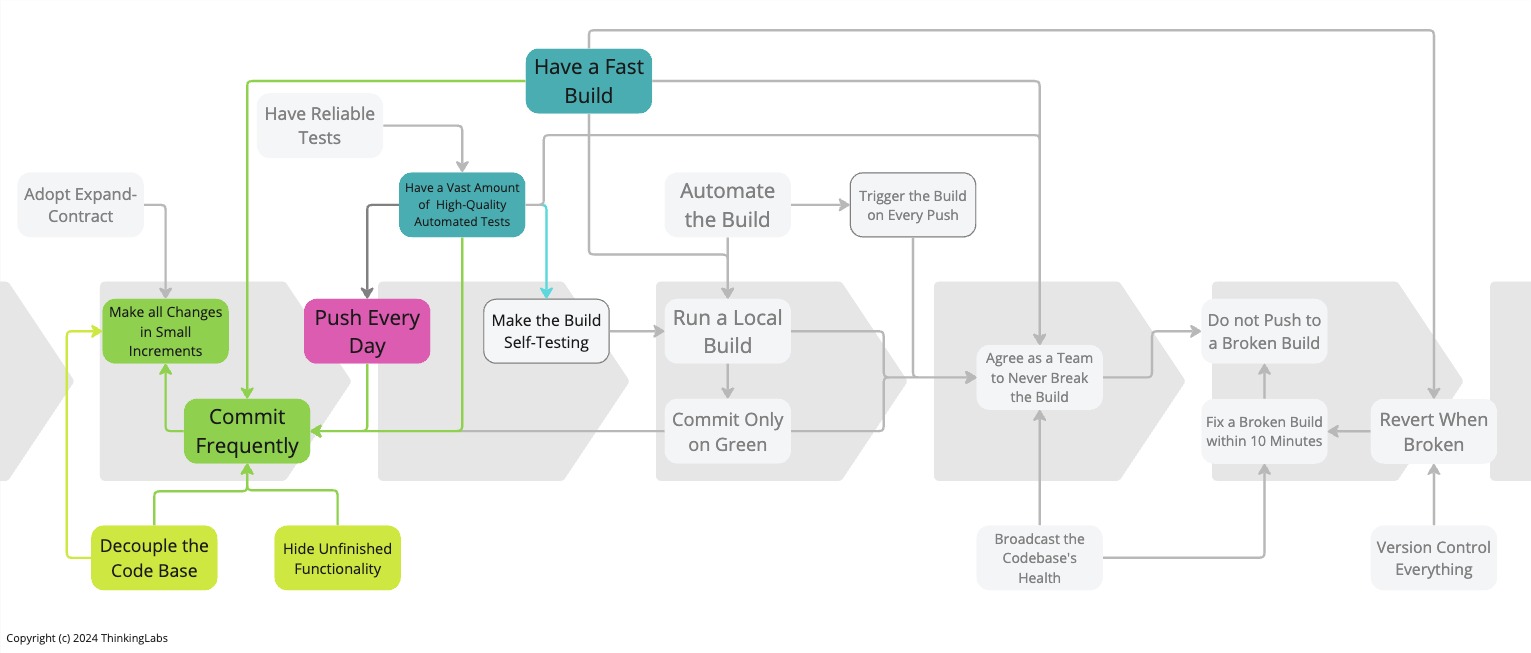 Have a Fast
Build
Have Reliable
Tests
Adopt Expand-
Contract
Have a Vast Amount
of High-Quality
Automated Tests
Automate
the Build
Trigger the Build
on Every Push
Make all Changes
in Small
Increments
Push Every
Day
Make the Build
Self-Testing
Run a Local
Build
Agree as a Team
to Never Break
the Build
Do not Push to
a Broken Build
Commit
Frequently
Commit Only
on Green
Fix a Broken Build
within 10 Minutes
Revert When
Broken
Decouple the
Code Base
Hide Unfinished
Functionality
Broadcast the
Codebase's
Health
Version Control
Everything
Copyright (c) 2024 ThinkingLabs